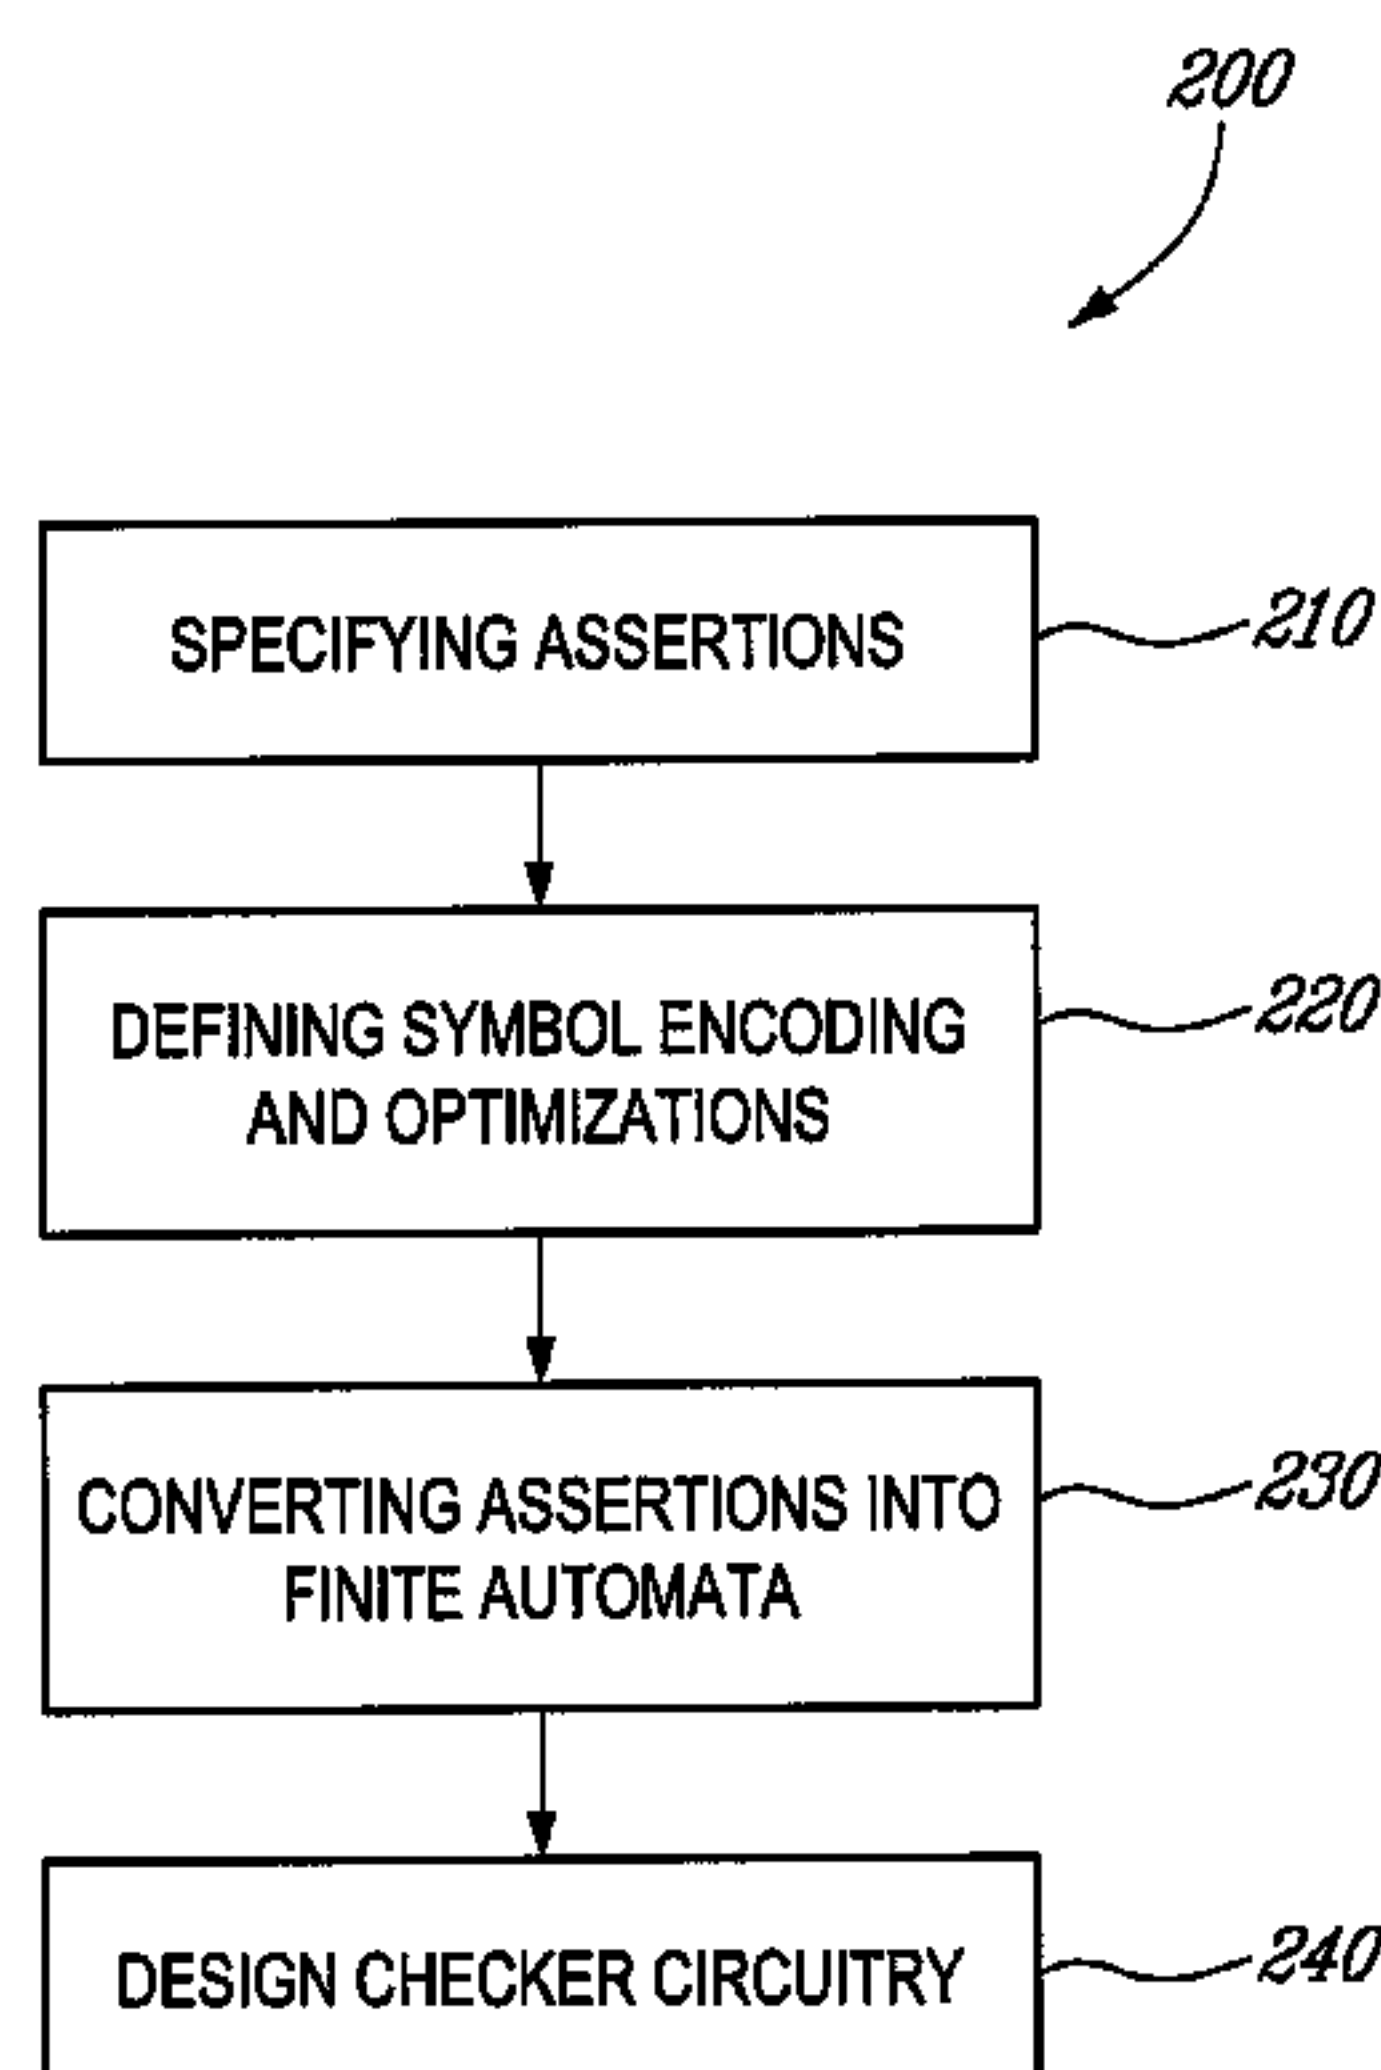 200
SPECIFYING ASSERTIONS
210
DEFINING SYMBOL ENCODING
AND OPTIMIZATIONS
220
CONVERTING ASSERTIONS INTO
FINITE AUTOMATA
230
DESIGN CHECKER CIRCUITRY
240